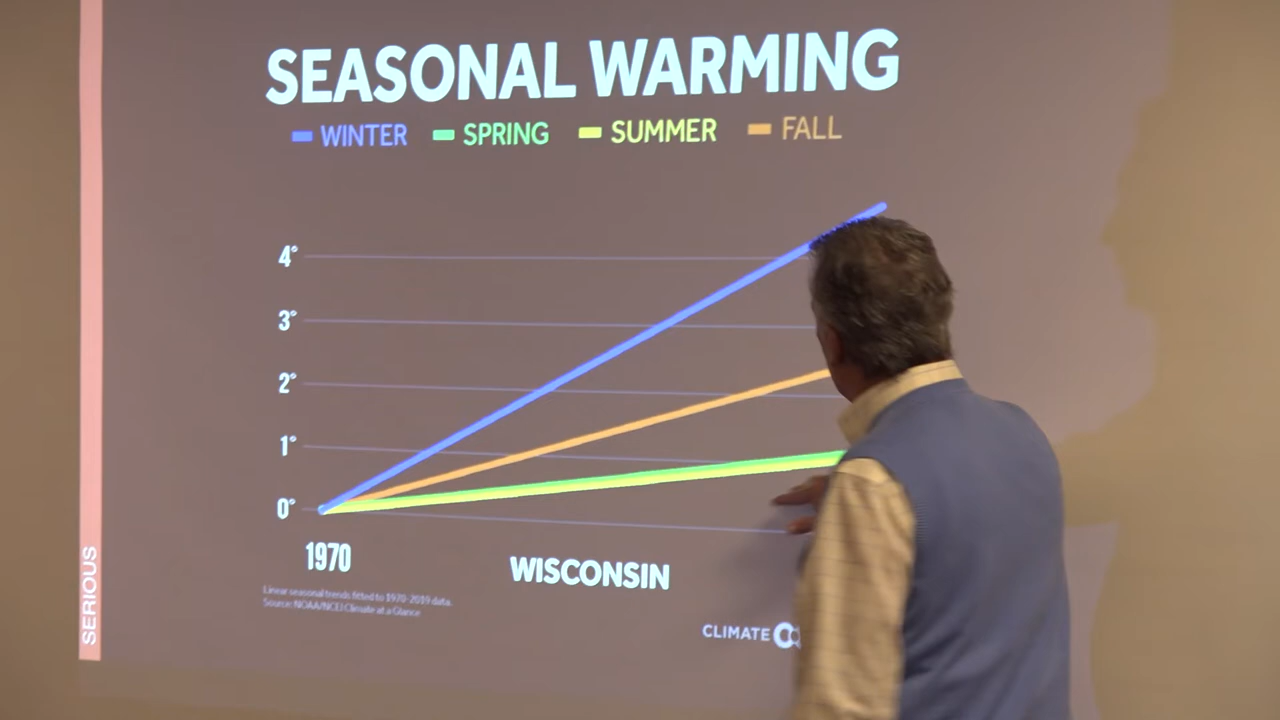 SEASONAL WARMING
WINTER SPRING SUMMER FALL
4°
3°
2°
1°
0°
1970
WISCONSIN
Linear seasonal trends fitted to 1970-2019 data.
Source: NOAA/NCEI Climate at a Glance
CLIMATE
SERIOUS